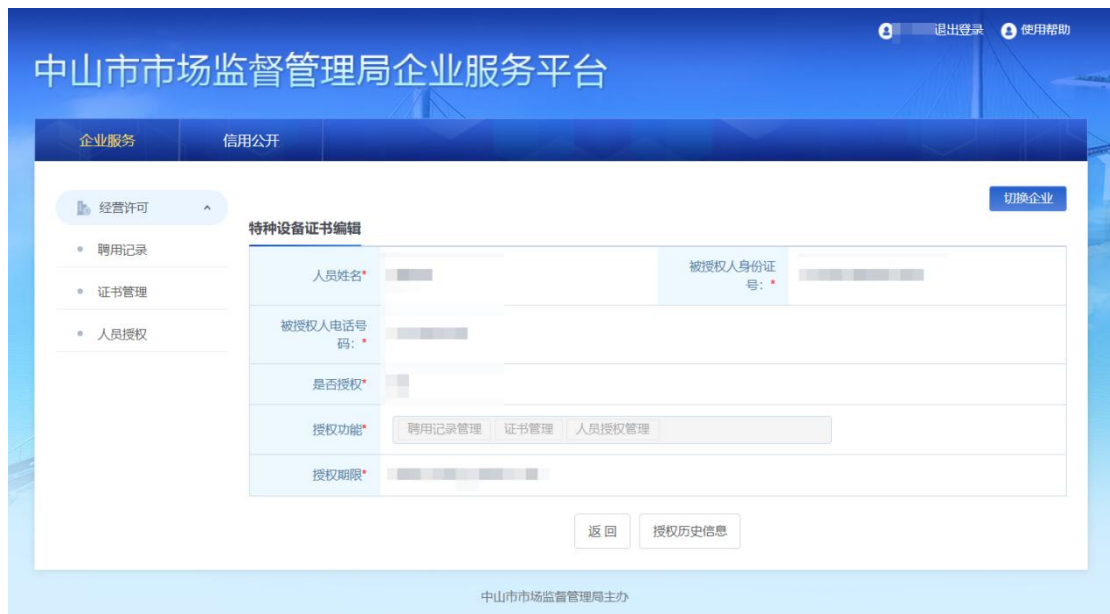 退出登录 使用帮助
中山市市场监督管理局企业服务平台
企业服务 信用公开
切换企业
经营许可
聘用记录
证书管理
人员授权
特种设备证书编辑
人员姓名* 被授权人身份证
号：*
被授权人电话号
码：*
是否授权*
授权功能* 聘用记录管理 证书管理 人员授权管理
授权期限*
返 回 授权历史信息
中山市市场监督管理局主办